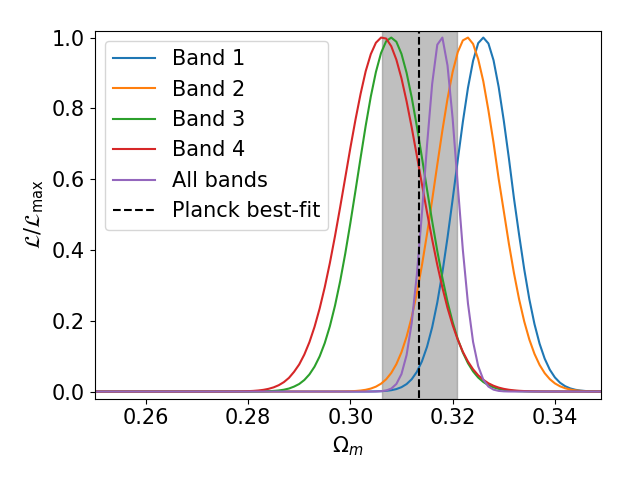 1.0
0.8
0.6
0.4
0.2
0.0
ℒ/ℒmax
Band 1
Band 2
Band 3
Band 4
All bands
Planck best-fit
0.26 0.28 0.30 0.32 0.34
Ωm